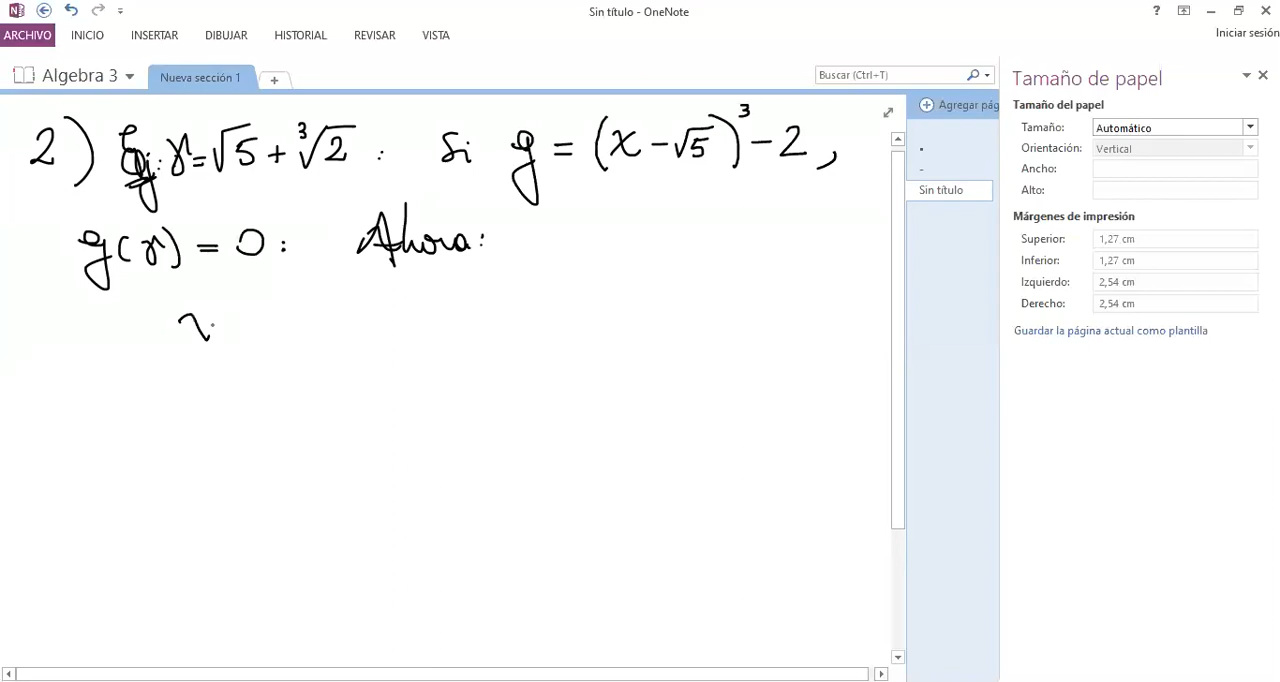 Sin título - OneNote
?
Iniciar sesión
ARCHIVO INICIO INSERTAR DIBUJAR HISTORIAL REVISAR VISTA
Algebra 3
Nueva sección 1
+
Buscar (Ctrl+T)
Agregar pág
Sin título
2) Ej: γ = √5 + ∛2 : Si g = (x - √5)³ - 2 ,
g(γ) = 0 : Ahora:
Tamaño de papel
Tamaño del papel
Tamaño: Automático
Orientación: Vertical
Ancho:
Alto:
Márgenes de impresión
Superior: 1,27 cm
Inferior: 1,27 cm
Izquierdo: 2,54 cm
Derecho: 2,54 cm
Guardar la página actual como plantilla